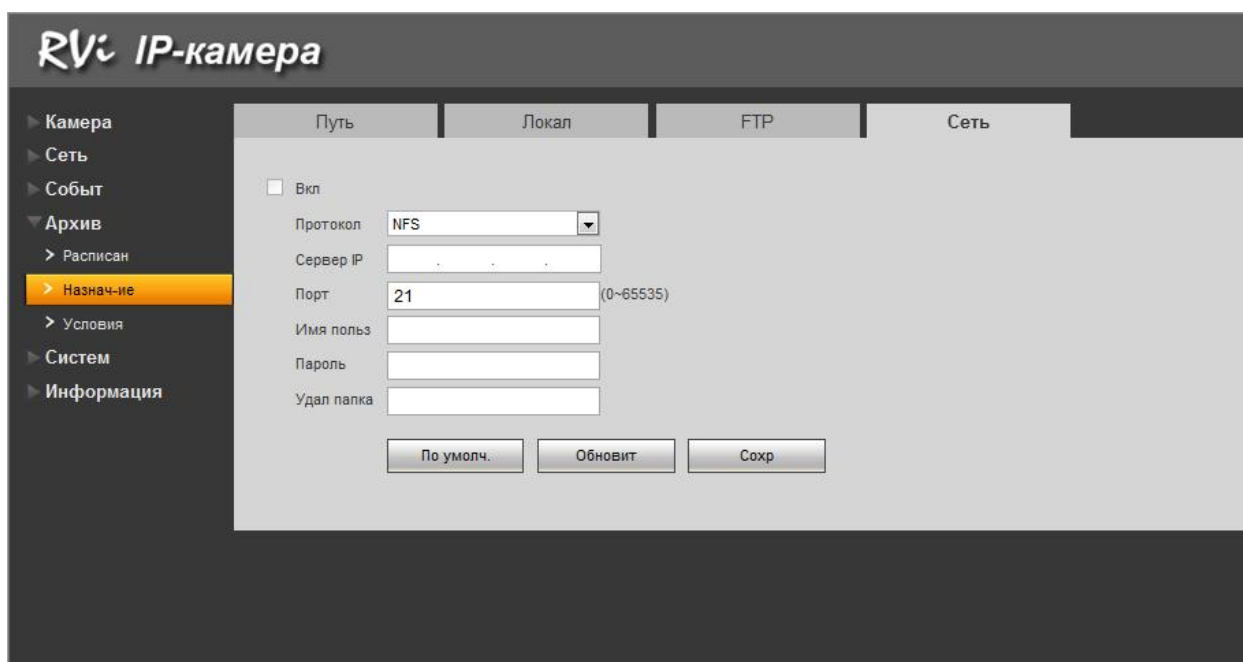 RVi IP-камера
Камера
Сеть
Событ
Архив
Расписан
Назнач-ие
Условия
Систем
Информация
Путь Локал FTP Сеть
Вкл
Протокол NFS
Сервер IP . . .
Порт 21 (0~65535)
Имя польз
Пароль
Удал папка
По умолч. Обновит Сохр